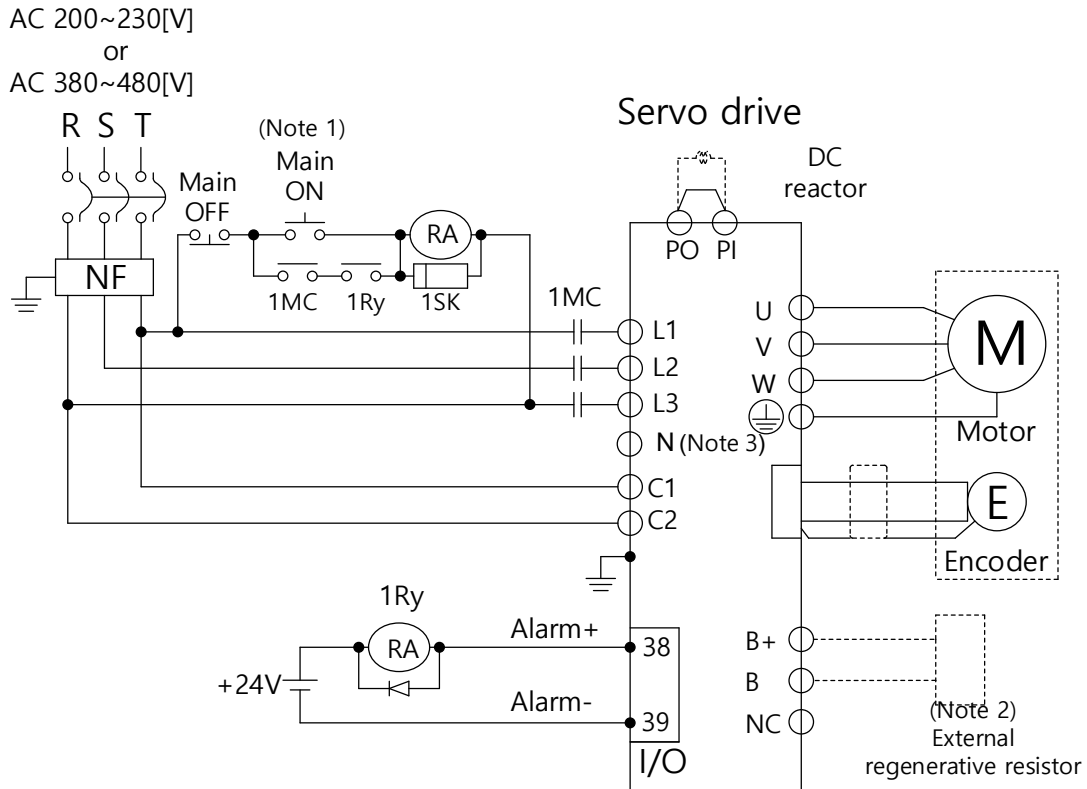 AC 200~230[V]
or
AC 380~480[V]
R S T
(Note 1)
Main
ON
Main
OFF
RA
1MC 1Ry 1SK
NF
1MC
Servo drive
DC
reactor
PO PI
L1
L2
L3
N (Note 3)
C1
C2
U
V
W
M
Motor
E
Encoder
1Ry
RA
+24V
Alarm+
38
Alarm-
39
I/O
B+
B
NC
(Note 2)
External
regenerative resistor